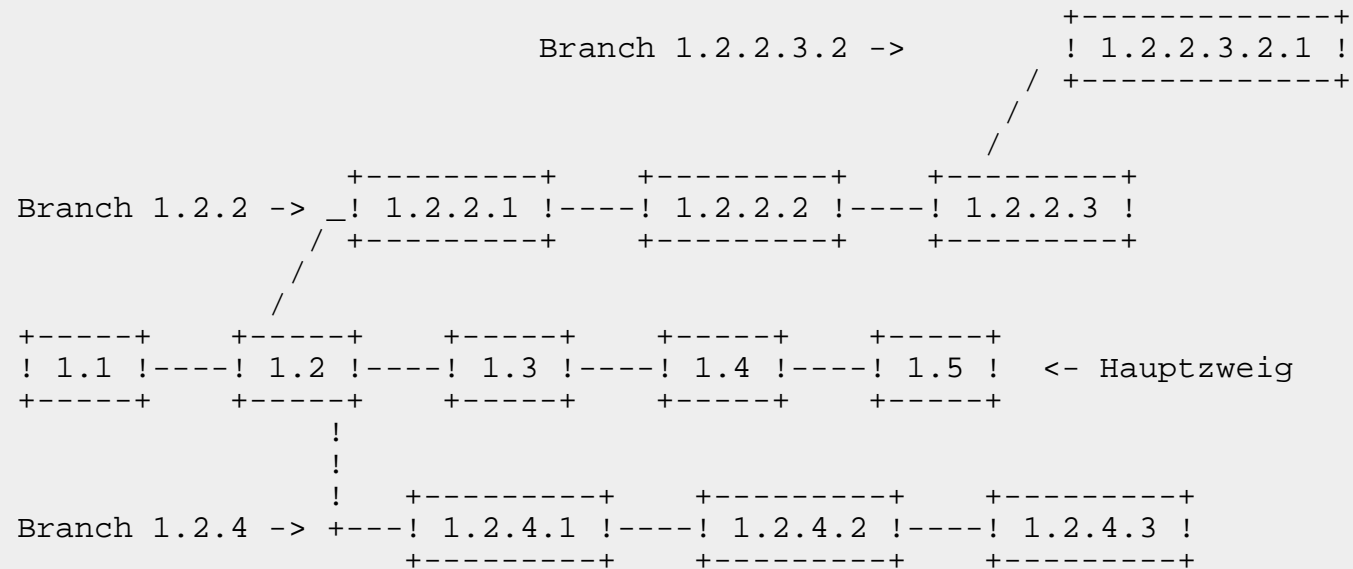 +-------------+
                            Branch 1.2.2.3.2 ->          ! 1.2.2.3.2.1 !
                                                       / +-------------+
                                                      /
                                                     /
                  +---------+    +---------+    +---------+
Branch 1.2.2 -> _! 1.2.2.1 !----! 1.2.2.2 !----! 1.2.2.3 !
                / +---------+    +---------+    +---------+
               /
              /
+-----+    +-----+    +-----+    +-----+    +-----+
! 1.1 !----! 1.2 !----! 1.3 !----! 1.4 !----! 1.5 !  <- Hauptzweig
+-----+    +-----+    +-----+    +-----+    +-----+
                 !
                 !
                 !   +---------+    +---------+    +---------+
Branch 1.2.4 -> +---! 1.2.4.1 !----! 1.2.4.2 !----! 1.2.4.3 !
                     +---------+    +---------+    +---------+